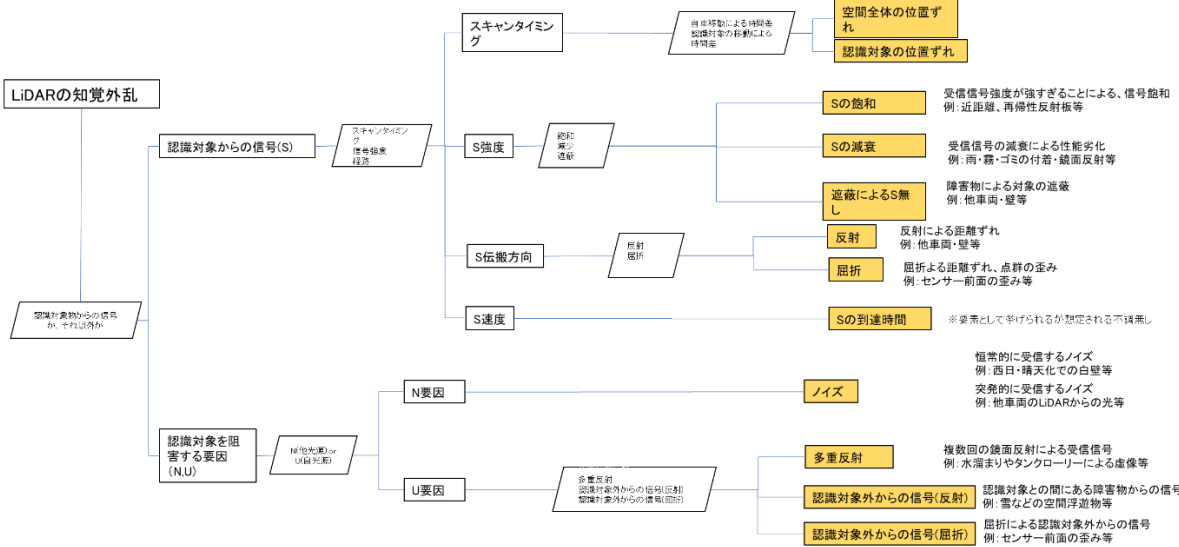 LiDARの知覚外乱
認識対象物からの信号
か、それ以外か
認識対象からの信号(S)
スキャンタイミン
グ
信号強度
経路
スキャンタイミン
グ
自車移動による時間差
認識対象の移動による
時間差
空間全体の位置ず
れ
認識対象の位置ずれ
S強度
飽和
減少
遮蔽
Sの飽和
受信信号強度が強すぎることによる、信号飽和
例：近距離、再帰性反射板等
Sの減衰
受信信号の減衰による性能劣化
例：雨・霧・ゴミの付着・鏡面反射等
遮蔽によるS無
し
障害物による対象の遮蔽
例：他車両・壁等
S伝搬方向
反射
屈折
反射
反射による距離ずれ
例：他車両・壁等
屈折
屈折よる距離ずれ、点群の歪み
例：センサー前面の歪み等
S速度
Sの到達時間
※要素として挙げられるが想定される不調無し
認識対象を阻
害する要因
(N,U)
N(他光源) or
U(自光源)
N要因
ノイズ
恒常的に受信するノイズ
例：西日・晴天化での白壁等
突発的に受信するノイズ
例：他車両のLiDARからの光等
U要因
多重反射
認識対象外からの信号(反射)
認識対象外からの信号(屈折)
多重反射
複数回の鏡面反射による受信信号
例：水溜まりやタンクローリーによる虚像等
認識対象外からの信号(反射)
認識対象との間にある障害物からの信号
例：雪などの空間浮遊物等
認識対象外からの信号(屈折)
屈折による認識対象外からの信号
例：センサー前面の歪み等